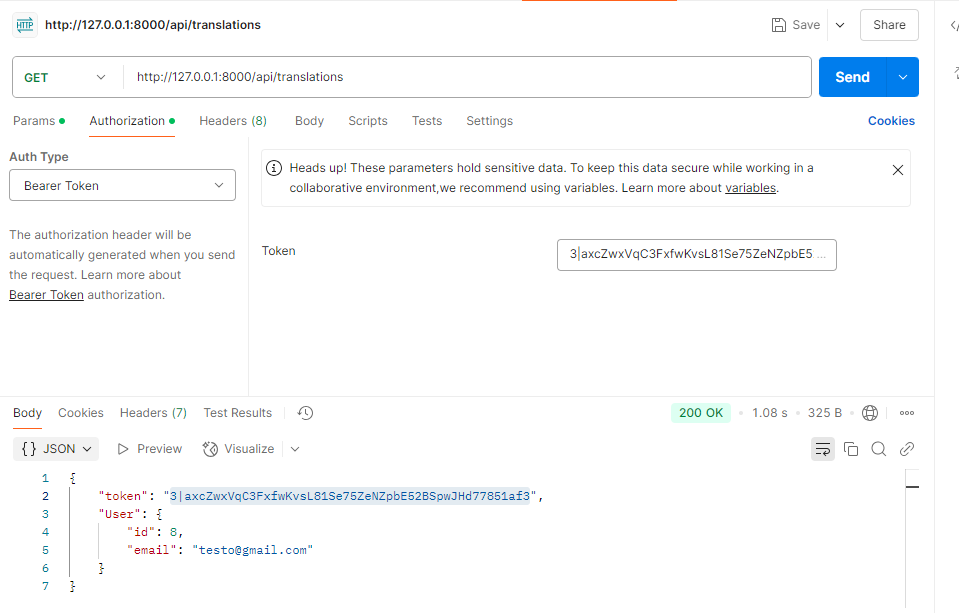 HTTP http://127.0.0.1:8000/api/translations Save Share
GET http://127.0.0.1:8000/api/translations Send
Params Authorization Headers (8) Body Scripts Tests Settings Cookies
Auth Type
Bearer Token
The authorization header will be
automatically generated when you send
the request. Learn more about
Bearer Token authorization.
Heads up! These parameters hold sensitive data. To keep this data secure while working in a
collaborative environment,we recommend using variables. Learn more about variables.
Token 3|axcZwxVqC3FxfwKvsL81Se75ZeNZpbE5 ...
Body Cookies Headers (7) Test Results 200 OK 1.08 s 325 B
{} JSON Preview Visualize
1 {
2 "token": "3|axcZwxVqC3FxfwKvsL81Se75ZeNZpbE52BSpwJHd77851af3",
3 "User": {
4 "id": 8,
5 "email": "testo@gmail.com"
6 }
7 }